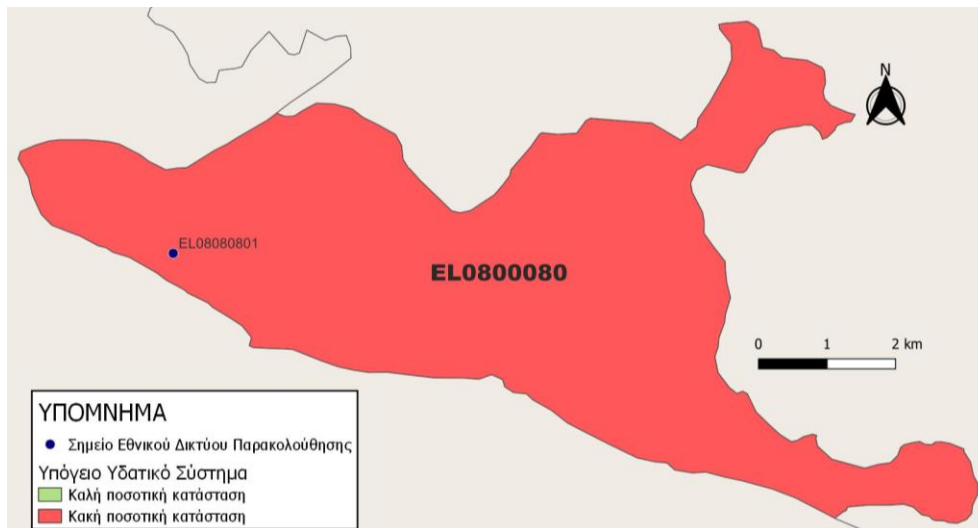 N
EL08080801
EL0800080
0 1 2 km
ΥΠΟΜΝΗΜΑ
Σημείο Εθνικού Δικτύου Παρακολούθησης
Υπόγειο Υδατικό Σύστημα
Καλή ποσοτική κατάσταση
Κακή ποσοτική κατάσταση